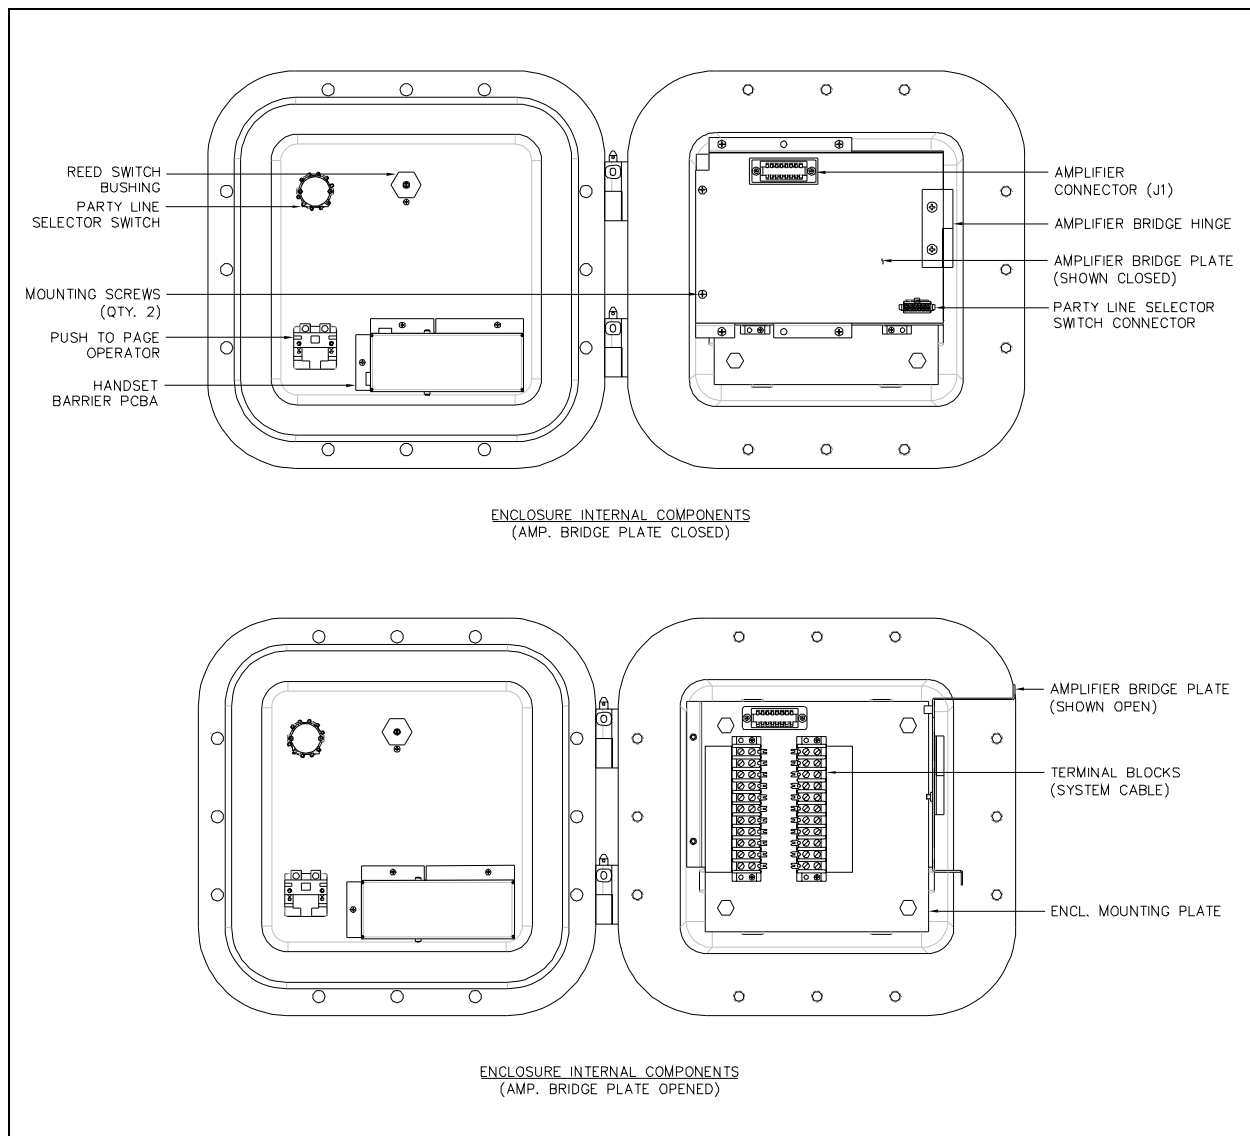 REED SWITCH
BUSHING
PARTY LINE
SELECTOR SWITCH
MOUNTING SCREWS
(QTY. 2)
PUSH TO PAGE
OPERATOR
HANDSET
BARRIER PCBA
AMPLIFIER
CONNECTOR (J1)
AMPLIFIER BRIDGE HINGE
AMPLIFIER BRIDGE PLATE
(SHOWN CLOSED)
PARTY LINE SELECTOR
SWITCH CONNECTOR
ENCLOSURE INTERNAL COMPONENTS
(AMP. BRIDGE PLATE CLOSED)
AMPLIFIER BRIDGE PLATE
(SHOWN OPEN)
TERMINAL BLOCKS
(SYSTEM CABLE)
ENCL. MOUNTING PLATE
ENCLOSURE INTERNAL COMPONENTS
(AMP. BRIDGE PLATE OPENED)